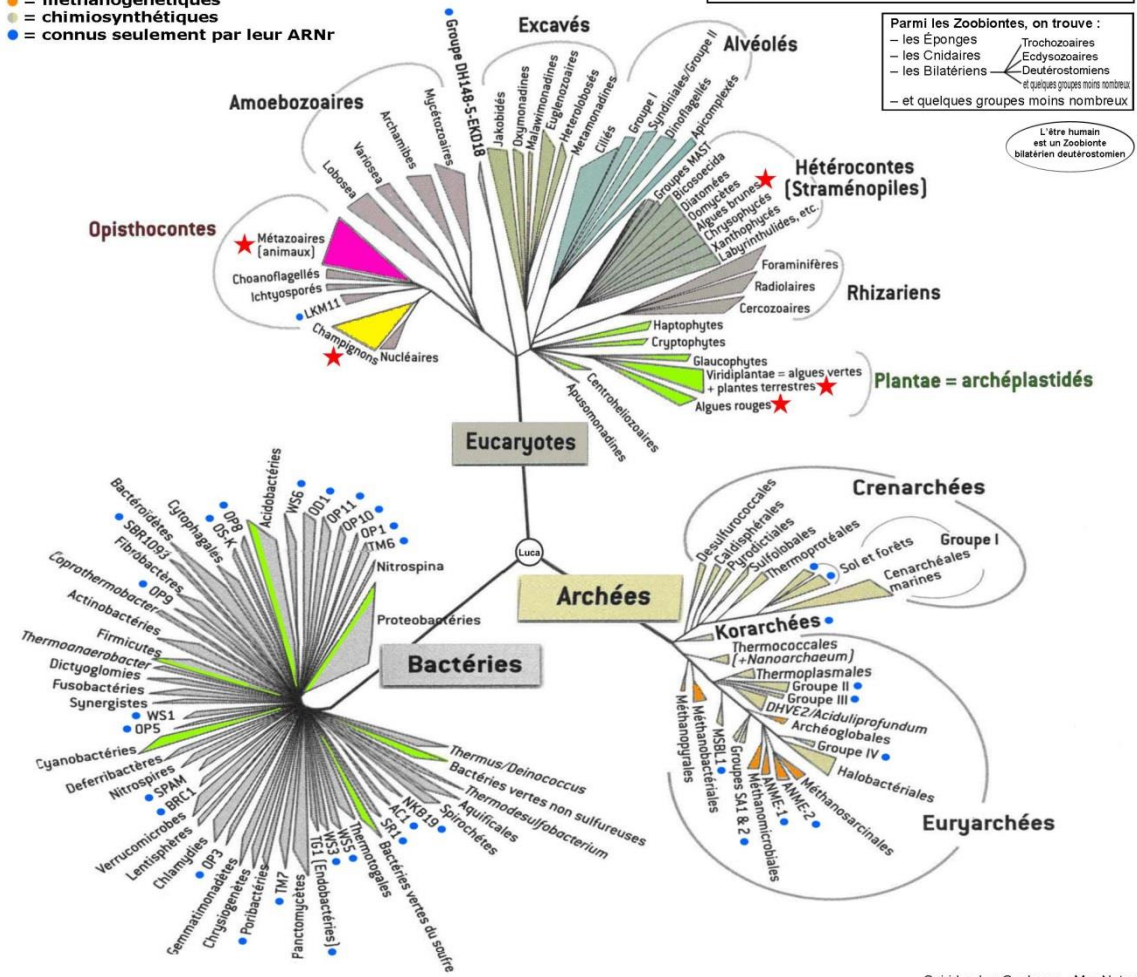 = méthanogénétiques
= chimiosynthétiques
= connus seulement par leur ARNr
Parmi les Zoobiontes, on trouve :
– les Éponges
– les Cnidaires
– les Bilatériens
Trochozoaires
Ecdysozoaires
Deutérostomiens
et quelques groupes moins nombreux
– et quelques groupes moins nombreux
L'être humain
est un Zoobionte
bilatérien deutérostomien
Opisthocontes
Métazoaires
(animaux)
Choanoflagellés
Ichtyosporés
LKM11
Champignons
Nucléaires
Amoebozoaires
Lobosea
Variosea
Archamibes
Mycétozoaires
Groupe DH148-5-EKD18
Excavés
Jakobidés
Oxymonadines
Malawimonadines
Euglenozoaires
Heterolobosés
Metamonadines
Alvéolés
Ciliés
Groupe I
Syndiniales/Groupe II
Dinoflagellés
Apicomplexés
Hétérocontes
(Straménopiles)
Groupes MAST
Bicosoecida
Diatomées
Oomycètes
Algues brunes
Chrysophycés
Xanthophycés
Labyrinthulides, etc.
Rhizariens
Foraminifères
Radiolaires
Cercozoaires
Haptophytes
Cryptophytes
Plantae = archéplastidés
Glaucophytes
Viridiplantae = algues vertes
+ plantes terrestres
Algues rouges
Centroheliozoaires
Apusomonadines
Eucaryotes
Luca
Archées
Bactéries
Crenarchées
Desulfurococcales
Caldisphérales
Pyrodictiales
Sulfolobales
Thermoprotéales
Sol et forêts
Groupe I
Cenarchéales
marines
Korarchées
Euryarchées
Thermococcales
(+Nanoarchaeum)
Thermoplasmales
Groupe II
Groupe III
DHVE2/Aciduliprofundum
Archéoglobales
Groupe IV
Halobactériales
Méthanosarcinales
ANME-2
ANME-1
Méthanomicrobiales
Groupes SA1 & 2
MSBL1
Méthanobactériales
Méthanopyrales
Acidobactéries
WS6
OD1
OP11
OP10
OP1
TM6
Nitrospina
Proteobactéries
OP8
OS-K
Cytophagales
Bactéroïdètes
SBR1093
Fibrobactères
OP9
Coprothermobacter
Actinobactéries
Firmicutes
Thermoanaerobacter
Dictyoglomies
Fusobactéries
Synergistes
WS1
OP5
Cyanobactéries
Deferribactères
Nitrospires
SPAM
BRC1
Verrucomicrobes
Lentisphères
Chlamydies
OP3
Gemmatimonadètes
Chrysiogenètes
Poribactéries
TM7
Panctomycètes
TG1 (Endobactéries)
WS3
WS5
Thermotogales
Bactéries vertes du soufre
SR1
AC1
NKB19
Spirochètes
Aquificales
Thermodesulfobacterium
Bactéries vertes non sulfureuses
Thermus/Deinococcus